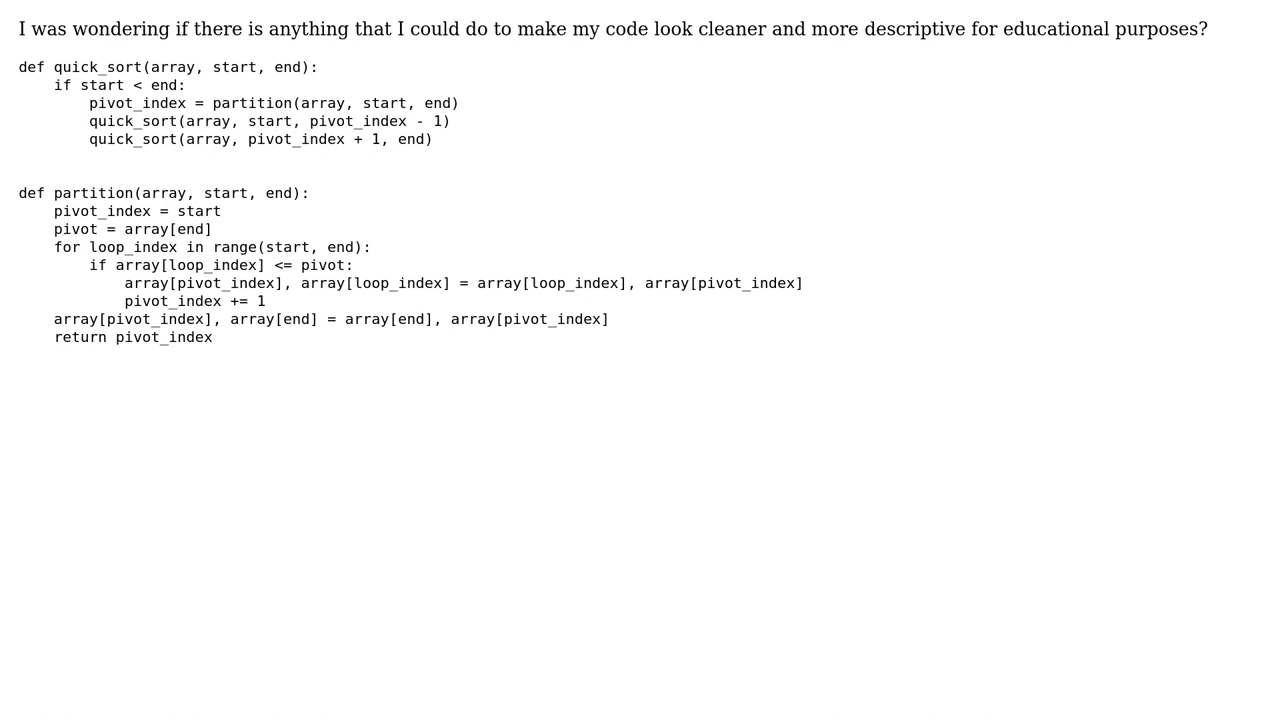 I was wondering if there is anything that I could do to make my code look cleaner and more descriptive for educational purposes?
def quick_sort(array, start, end):
    if start < end:
        pivot_index = partition(array, start, end)
        quick_sort(array, start, pivot_index - 1)
        quick_sort(array, pivot_index + 1, end)
def partition(array, start, end):
    pivot_index = start
    pivot = array[end]
    for loop_index in range(start, end):
        if array[loop_index] <= pivot:
            array[pivot_index], array[loop_index] = array[loop_index], array[pivot_index]
            pivot_index += 1
    array[pivot_index], array[end] = array[end], array[pivot_index]
    return pivot_index